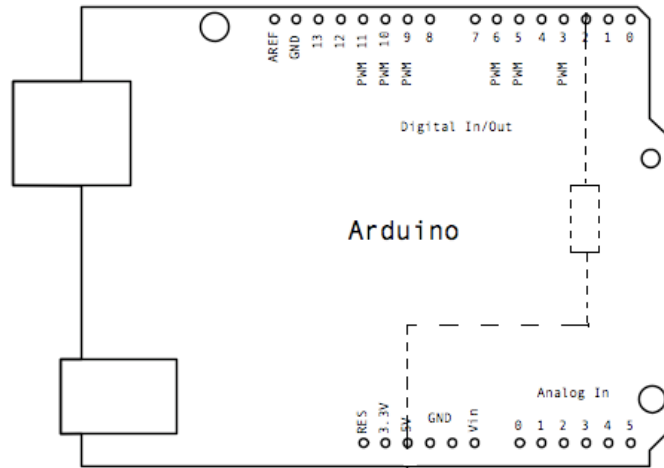 AREF GND 13 12 11 10 9 8 7 6 5 4 3 2 1 0
PWM PWM PWM PWM PWM PWM
Digital In/Out
Arduino
Analog In
RES 3.3V 5V GND Vin 0 1 2 3 4 5